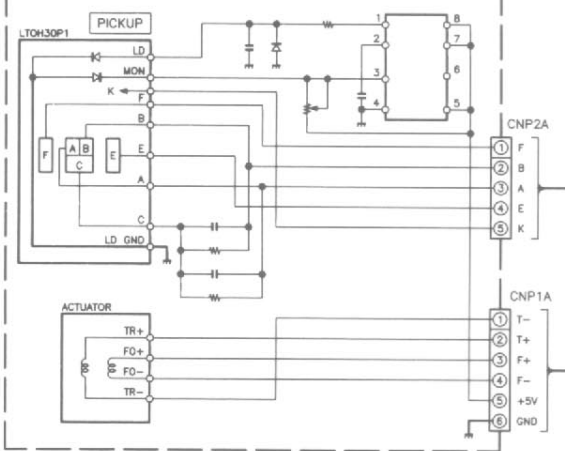 PICKUP
LTOH30P1
LD
MON
K
F
B
E
A
C
LD GND
F
A B
C
E
1
2
3
4
8
7
6
5
CNP2A
1 F
2 B
3 A
4 E
5 K
CNP1A
1 T-
2 T+
3 F+
4 F-
5 +5V
6 GND
ACTUATOR
TR+
FO+
FO-
TR-